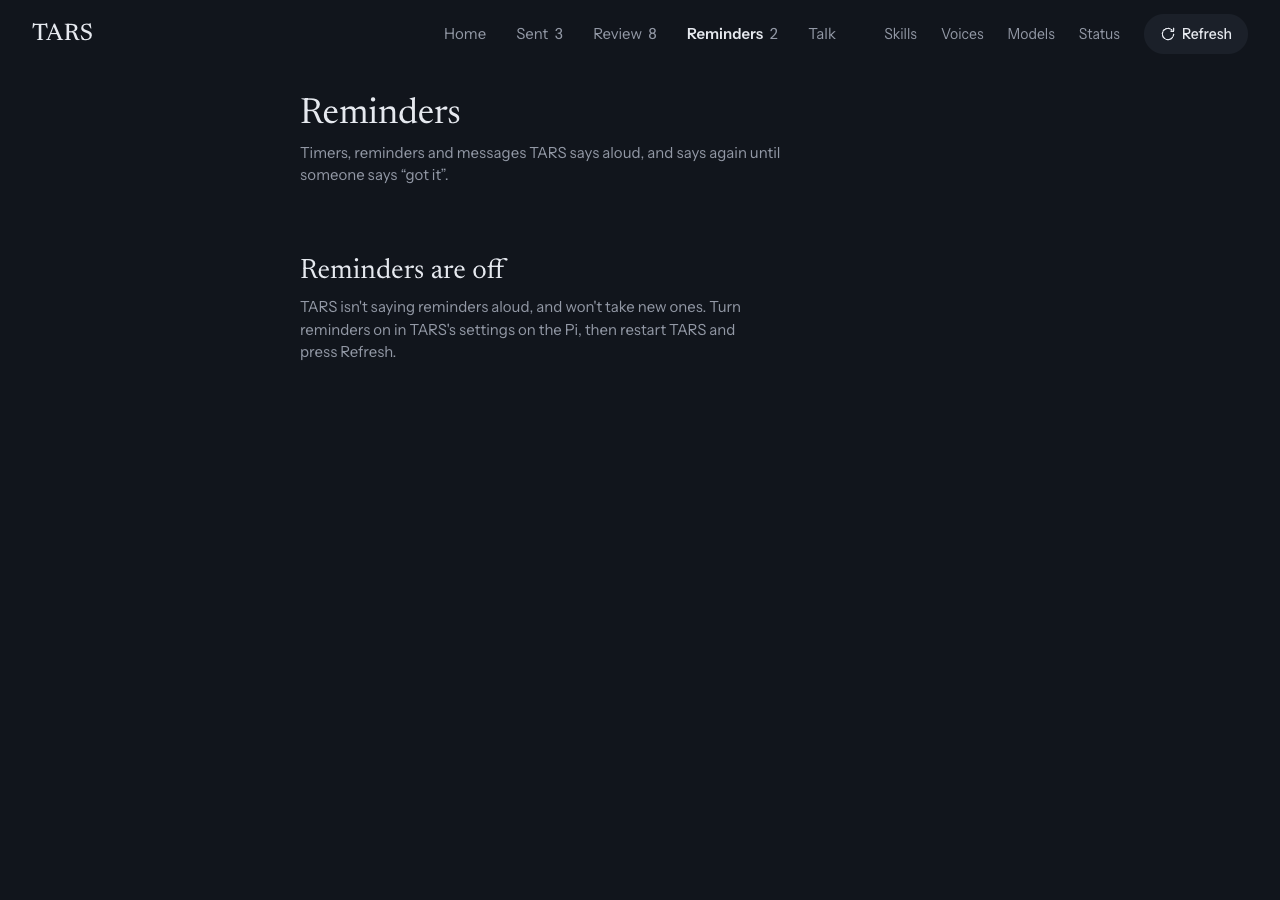 TARS
Home Sent 3 Review 8 Reminders 2 Talk Skills Voices Models Status Refresh
Reminders
Timers, reminders and messages TARS says aloud, and says again until
someone says “got it”.
Reminders are off
TARS isn't saying reminders aloud, and won't take new ones. Turn
reminders on in TARS's settings on the Pi, then restart TARS and
press Refresh.